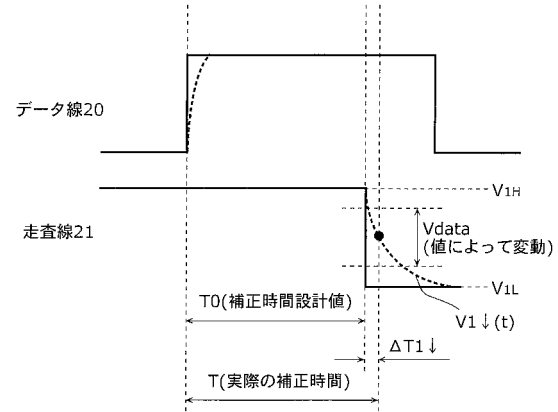 データ線20
V1H
走査線21
Vdata
(値によって変動)
T0(補正時間設計値)
V1L
V1↓(t)
ΔT1↓
T(実際の補正時間)